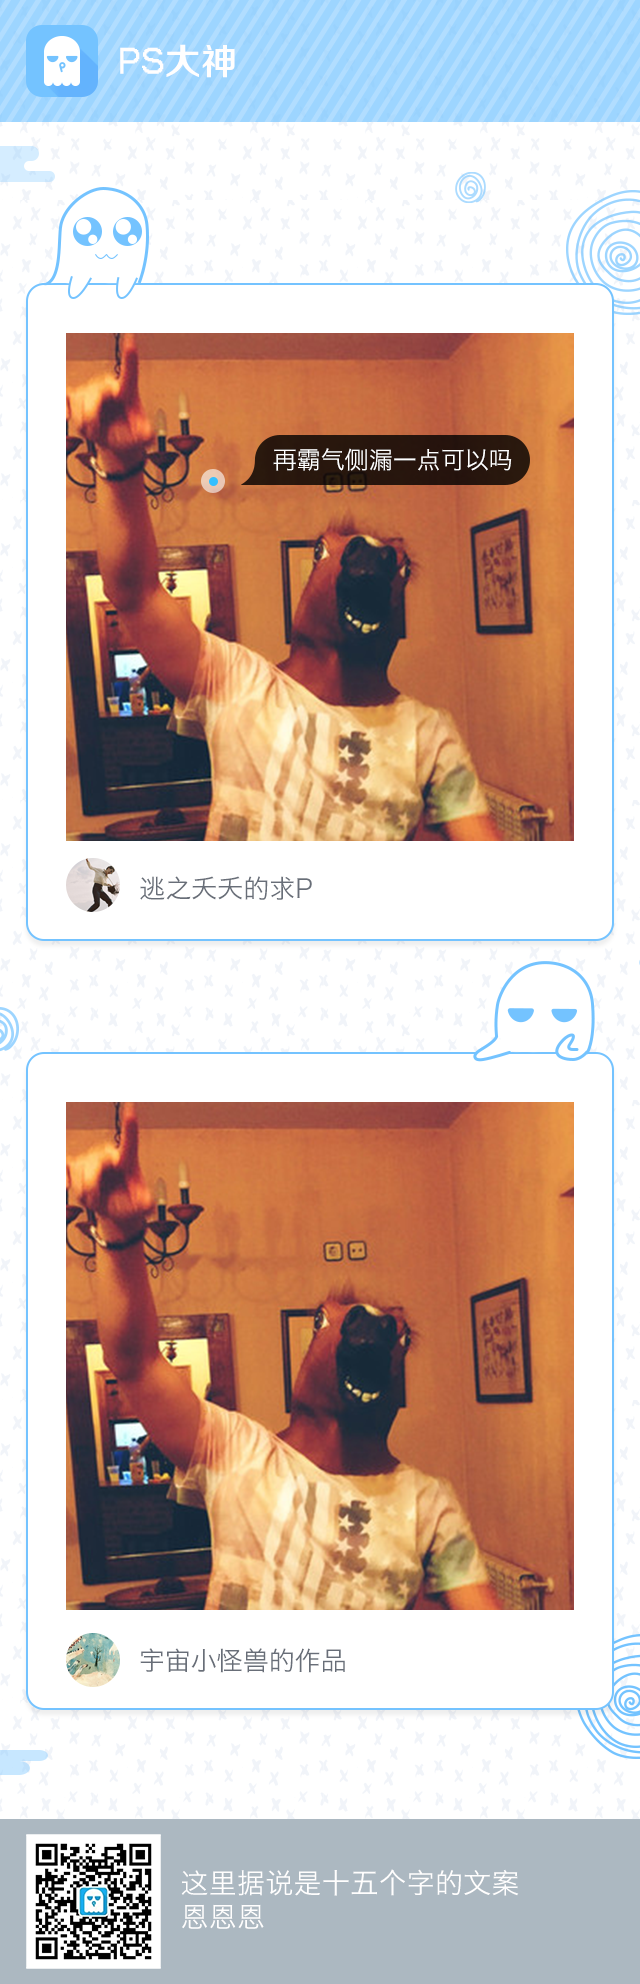 PS大神
再霸气侧漏一点可以吗
逃之夭夭的求P
宇宙小怪兽的作品
这里据说是十五个字的文案
恩恩恩